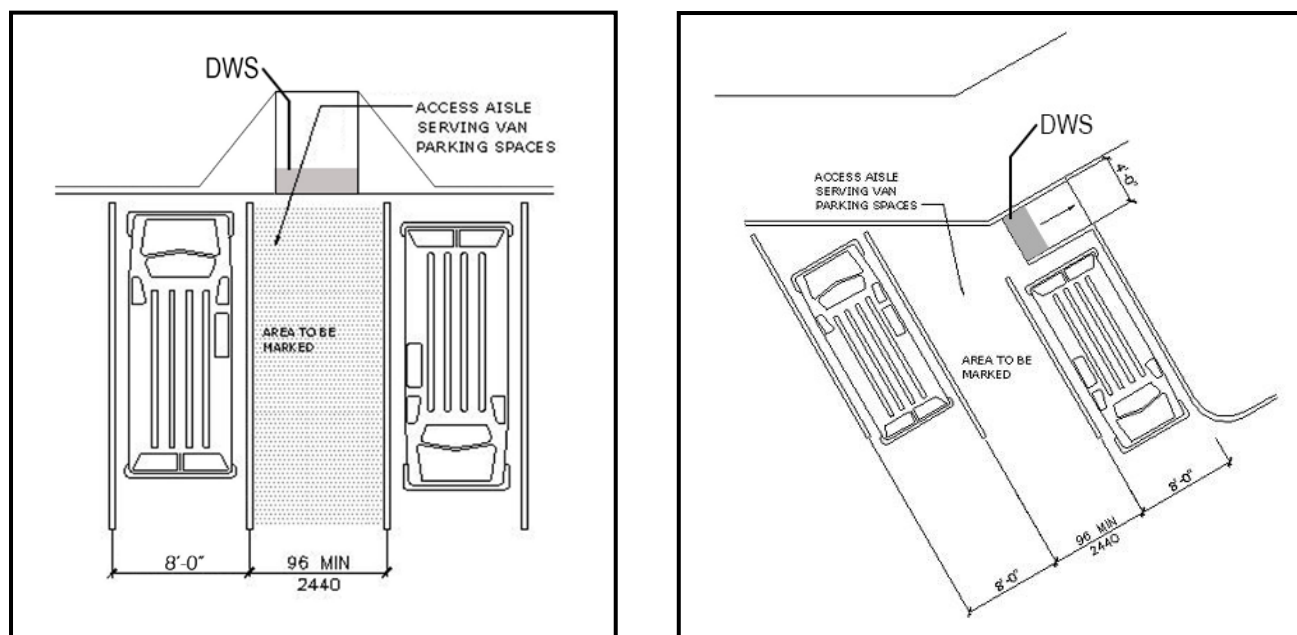 DWS
ACCESS AISLE
SERVING VAN
PARKING SPACES
AREA TO BE
MARKED
8'-0"
96 MIN
2440
DWS
4'-0"
ACCESS AISLE
SERVING VAN
PARKING SPACES
AREA TO BE
MARKED
8'-0"
96 MIN
2440
8'-0"